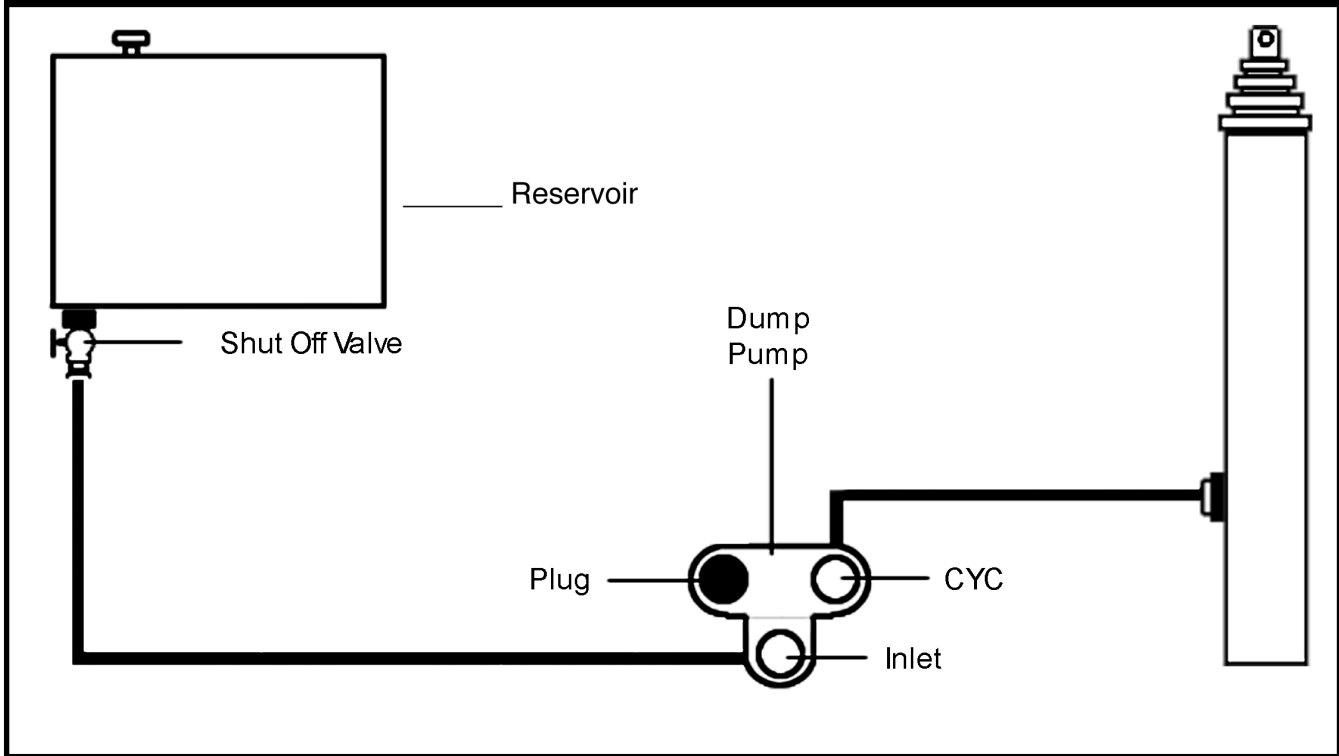 Reservoir
Shut Off Valve
Dump
Pump
Plug
CYC
Inlet